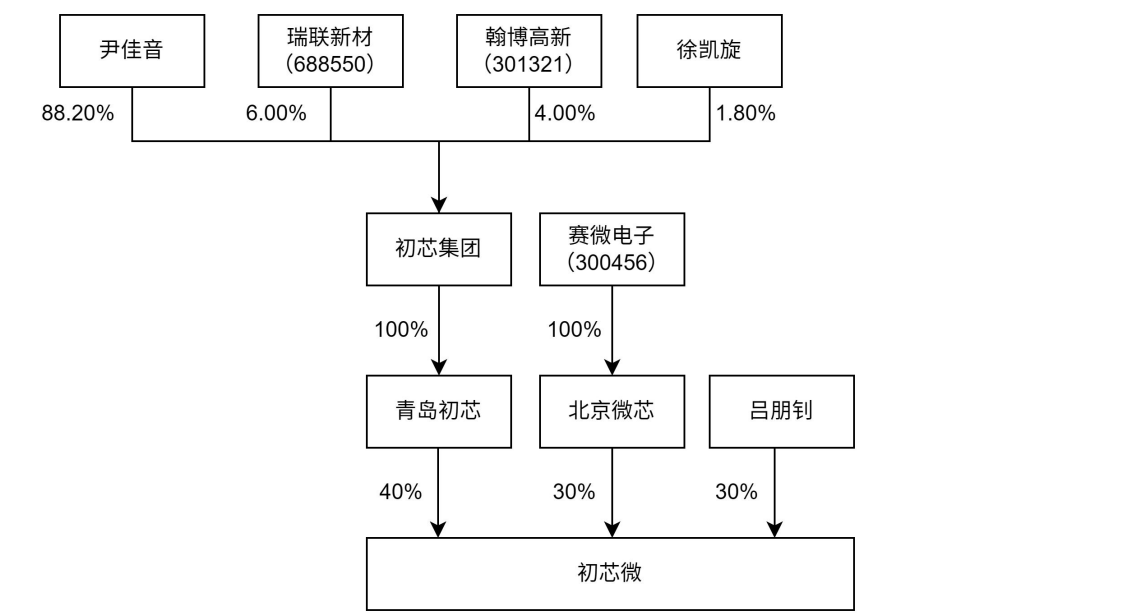 尹佳音
瑞联新材
（688550）
翰博高新
（301321）
徐凯旋
88.20%
6.00%
4.00%
1.80%
初芯集团
赛微电子
（300456）
100%
100%
青岛初芯
北京微芯
吕朋钊
40%
30%
30%
初芯微